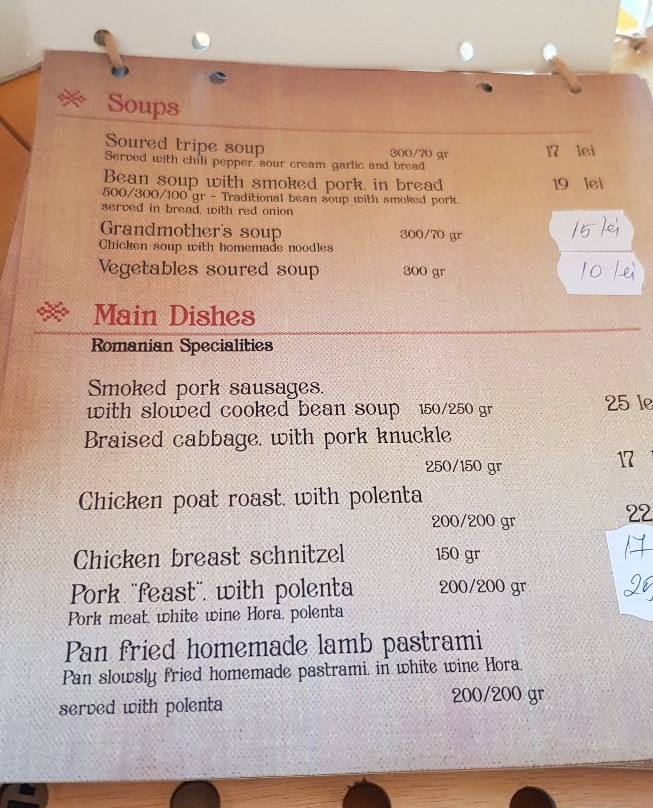 Soups
Soured tripe soup 300/70 gr 17 lei
Served with chili pepper, sour cream, garlic and bread
Bean soup with smoked pork, in bread 19 lei
500/300/100 gr - Traditional bean soup with smoked pork,
served in bread, with red onion
Grandmother's soup 300/70 gr 15 lei
Chicken soup with homemade noodles
Vegetables soured soup 300 gr 10 lei
Main Dishes
Romanian Specialities
Smoked pork sausages,
with slowed cooked bean soup 150/250 gr 25 le
Braised cabbage, with pork knuckle
250/150 gr 17
Chicken poat roast, with polenta
200/200 gr 22
Chicken breast schnitzel 150 gr 17
Pork "feast", with polenta 200/200 gr
Pork meat, white wine Hora, polenta
Pan fried homemade lamb pastrami
Pan slowsly fried homemade pastrami, in white wine Hora,
served with polenta 200/200 gr